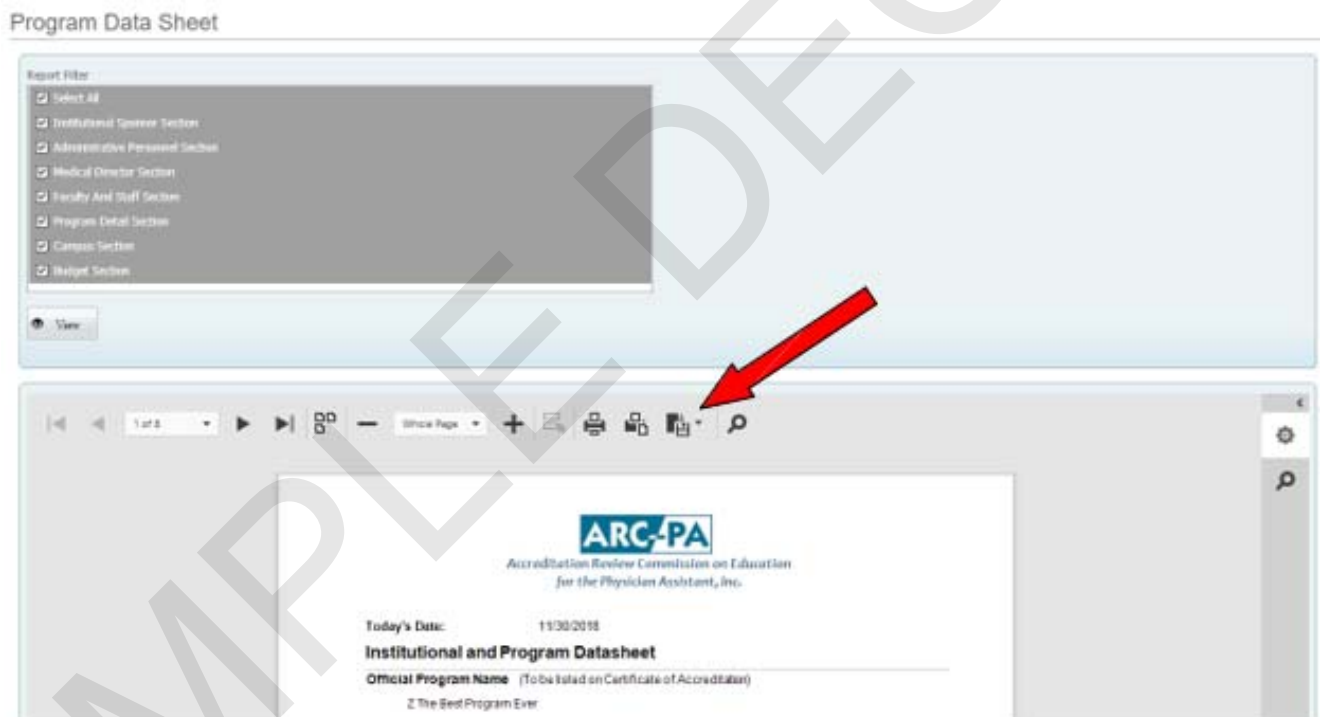 Program Data Sheet
Report Filter
Select All
Institutional Sponsor Section
Administrative Personnel Section
Medical Director Section
Faculty And Staff Section
Program Detail Section
Campus Section
Budget Section
View
1 of 8
Whole Page
ARC-PA
Accreditation Review Commission on Education
for the Physician Assistant, Inc.
Today's Date: 11/30/2018
Institutional and Program Datasheet
Official Program Name (To be listed on Certificate of Accreditation)
Z The Best Program Ever
MPLE DEC